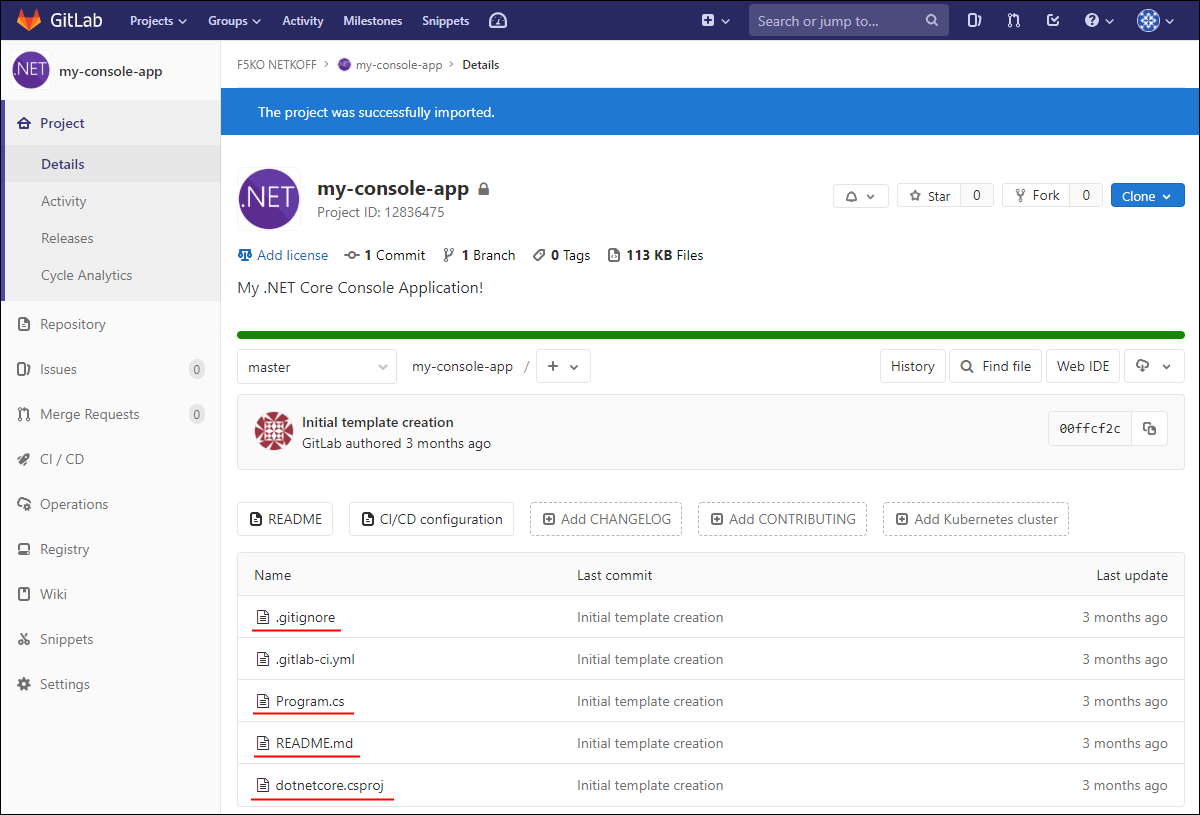 GitLab Projects Groups Activity Milestones Snippets Search or jump to...
.NET my-console-app
F5KO NETKOFF › .NET my-console-app › Details
The project was successfully imported.
Project
Details
Activity
Releases
Cycle Analytics
Repository
Issues 0
Merge Requests 0
CI / CD
Operations
Registry
Wiki
Snippets
Settings
.NET my-console-app
Project ID: 12836475
Star 0 Fork 0 Clone
Add license 1 Commit 1 Branch 0 Tags 113 KB Files
My .NET Core Console Application!
master my-console-app / + History Find file Web IDE
Initial template creation
GitLab authored 3 months ago
00ffcf2c
README CI/CD configuration Add CHANGELOG Add CONTRIBUTING Add Kubernetes cluster
Name Last commit Last update
.gitignore Initial template creation 3 months ago
.gitlab-ci.yml Initial template creation 3 months ago
Program.cs Initial template creation 3 months ago
README.md Initial template creation 3 months ago
dotnetcore.csproj Initial template creation 3 months ago